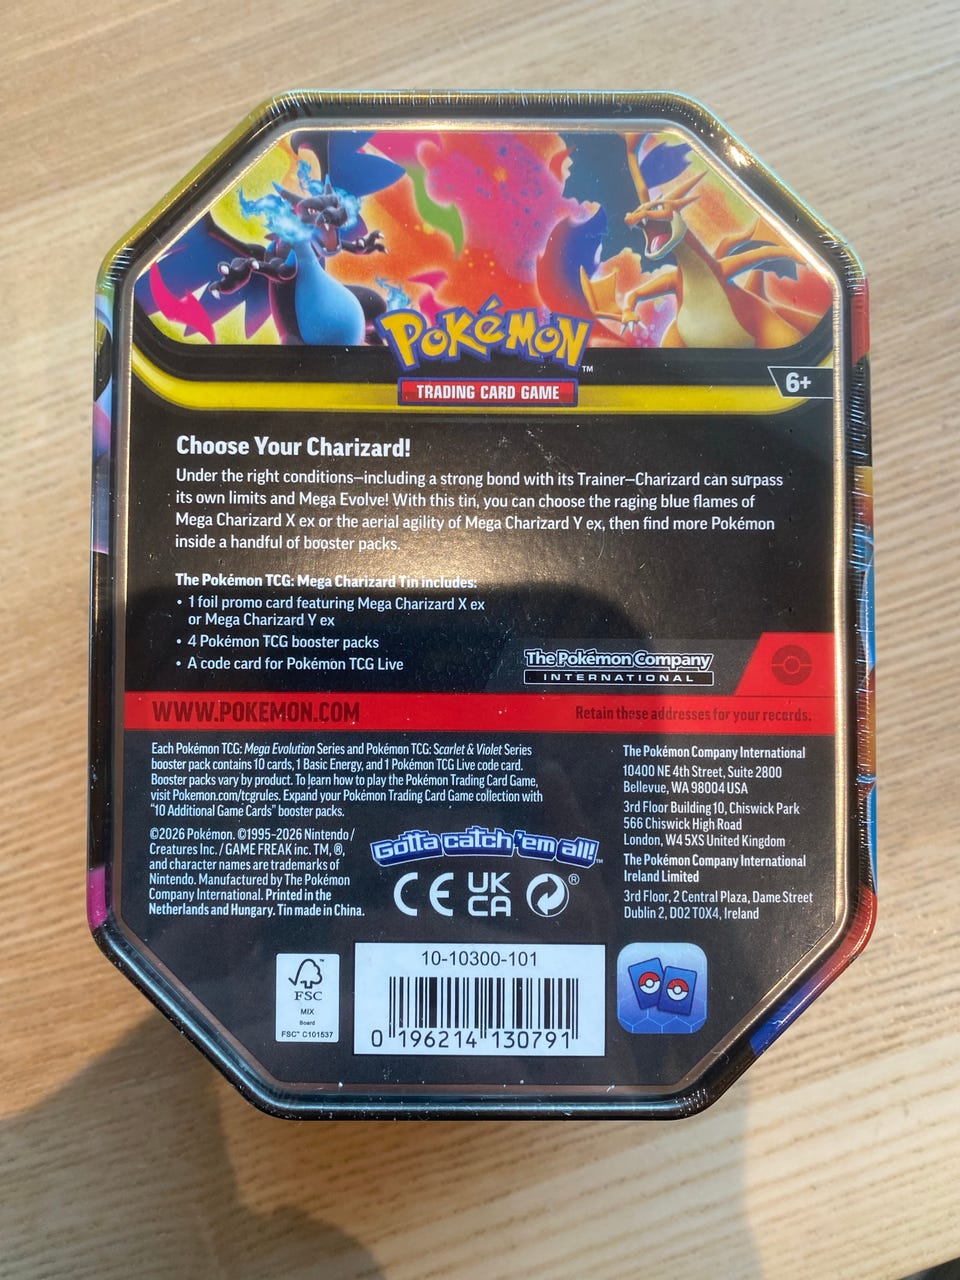 POKÉMON™
TRADING CARD GAME
6+
Choose Your Charizard!
Under the right conditions—including a strong bond with its Trainer—Charizard can surpass
its own limits and Mega Evolve! With this tin, you can choose the raging blue flames of
Mega Charizard X ex or the aerial agility of Mega Charizard Y ex, then find more Pokémon
inside a handful of booster packs.
The Pokémon TCG: Mega Charizard Tin includes:
• 1 foil promo card featuring Mega Charizard X ex
or Mega Charizard Y ex
• 4 Pokémon TCG booster packs
• A code card for Pokémon TCG Live
The Pokémon Company
INTERNATIONAL
WWW.POKEMON.COM
Retain these addresses for your records.
Each Pokémon TCG: Mega Evolution Series and Pokémon TCG: Scarlet & Violet Series
booster pack contains 10 cards, 1 Basic Energy, and 1 Pokémon TCG Live code card.
Booster packs vary by product. To learn how to play the Pokémon Trading Card Game,
visit Pokemon.com/tcgrules. Expand your Pokémon Trading Card Game collection with
“10 Additional Game Cards” booster packs.
©2026 Pokémon. ©1995–2026 Nintendo/
Creatures Inc./GAME FREAK inc. TM, ®,
and character names are trademarks of
Nintendo. Manufactured by The Pokémon
Company International. Printed in the
Netherlands and Hungary. Tin made in China.
Gotta catch 'em all!™
CE UK
CA ®
The Pokémon Company International
10400 NE 4th Street, Suite 2800
Bellevue, WA 98004 USA
3rd Floor Building 10, Chiswick Park
566 Chiswick High Road
London, W4 5XS United Kingdom
The Pokémon Company International
Ireland Limited
3rd Floor, 2 Central Plaza, Dame Street
Dublin 2, D02 T0X4, Ireland
FSC
MIX
Board
FSC™ C101537
10-10300-101
0 196214 130791